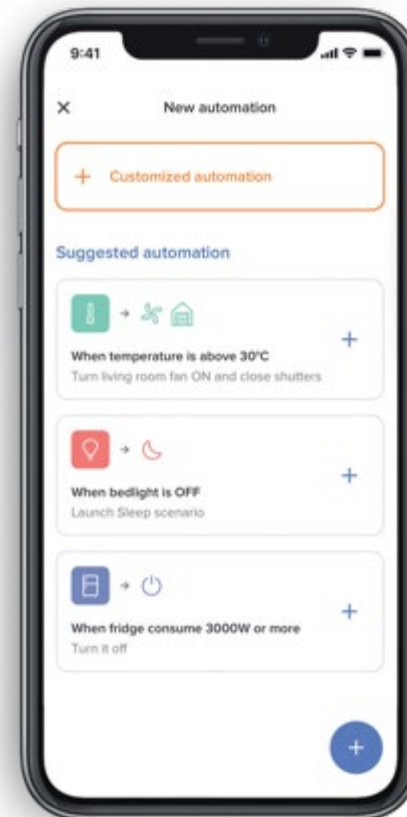 9:41
New automation
Customized automation
Suggested automation
When temperature is above 30°C
Turn living room fan ON and close shutters
When bedlight is OFF
Launch Sleep scenario
When fridge consume 3000W or more
Turn it off